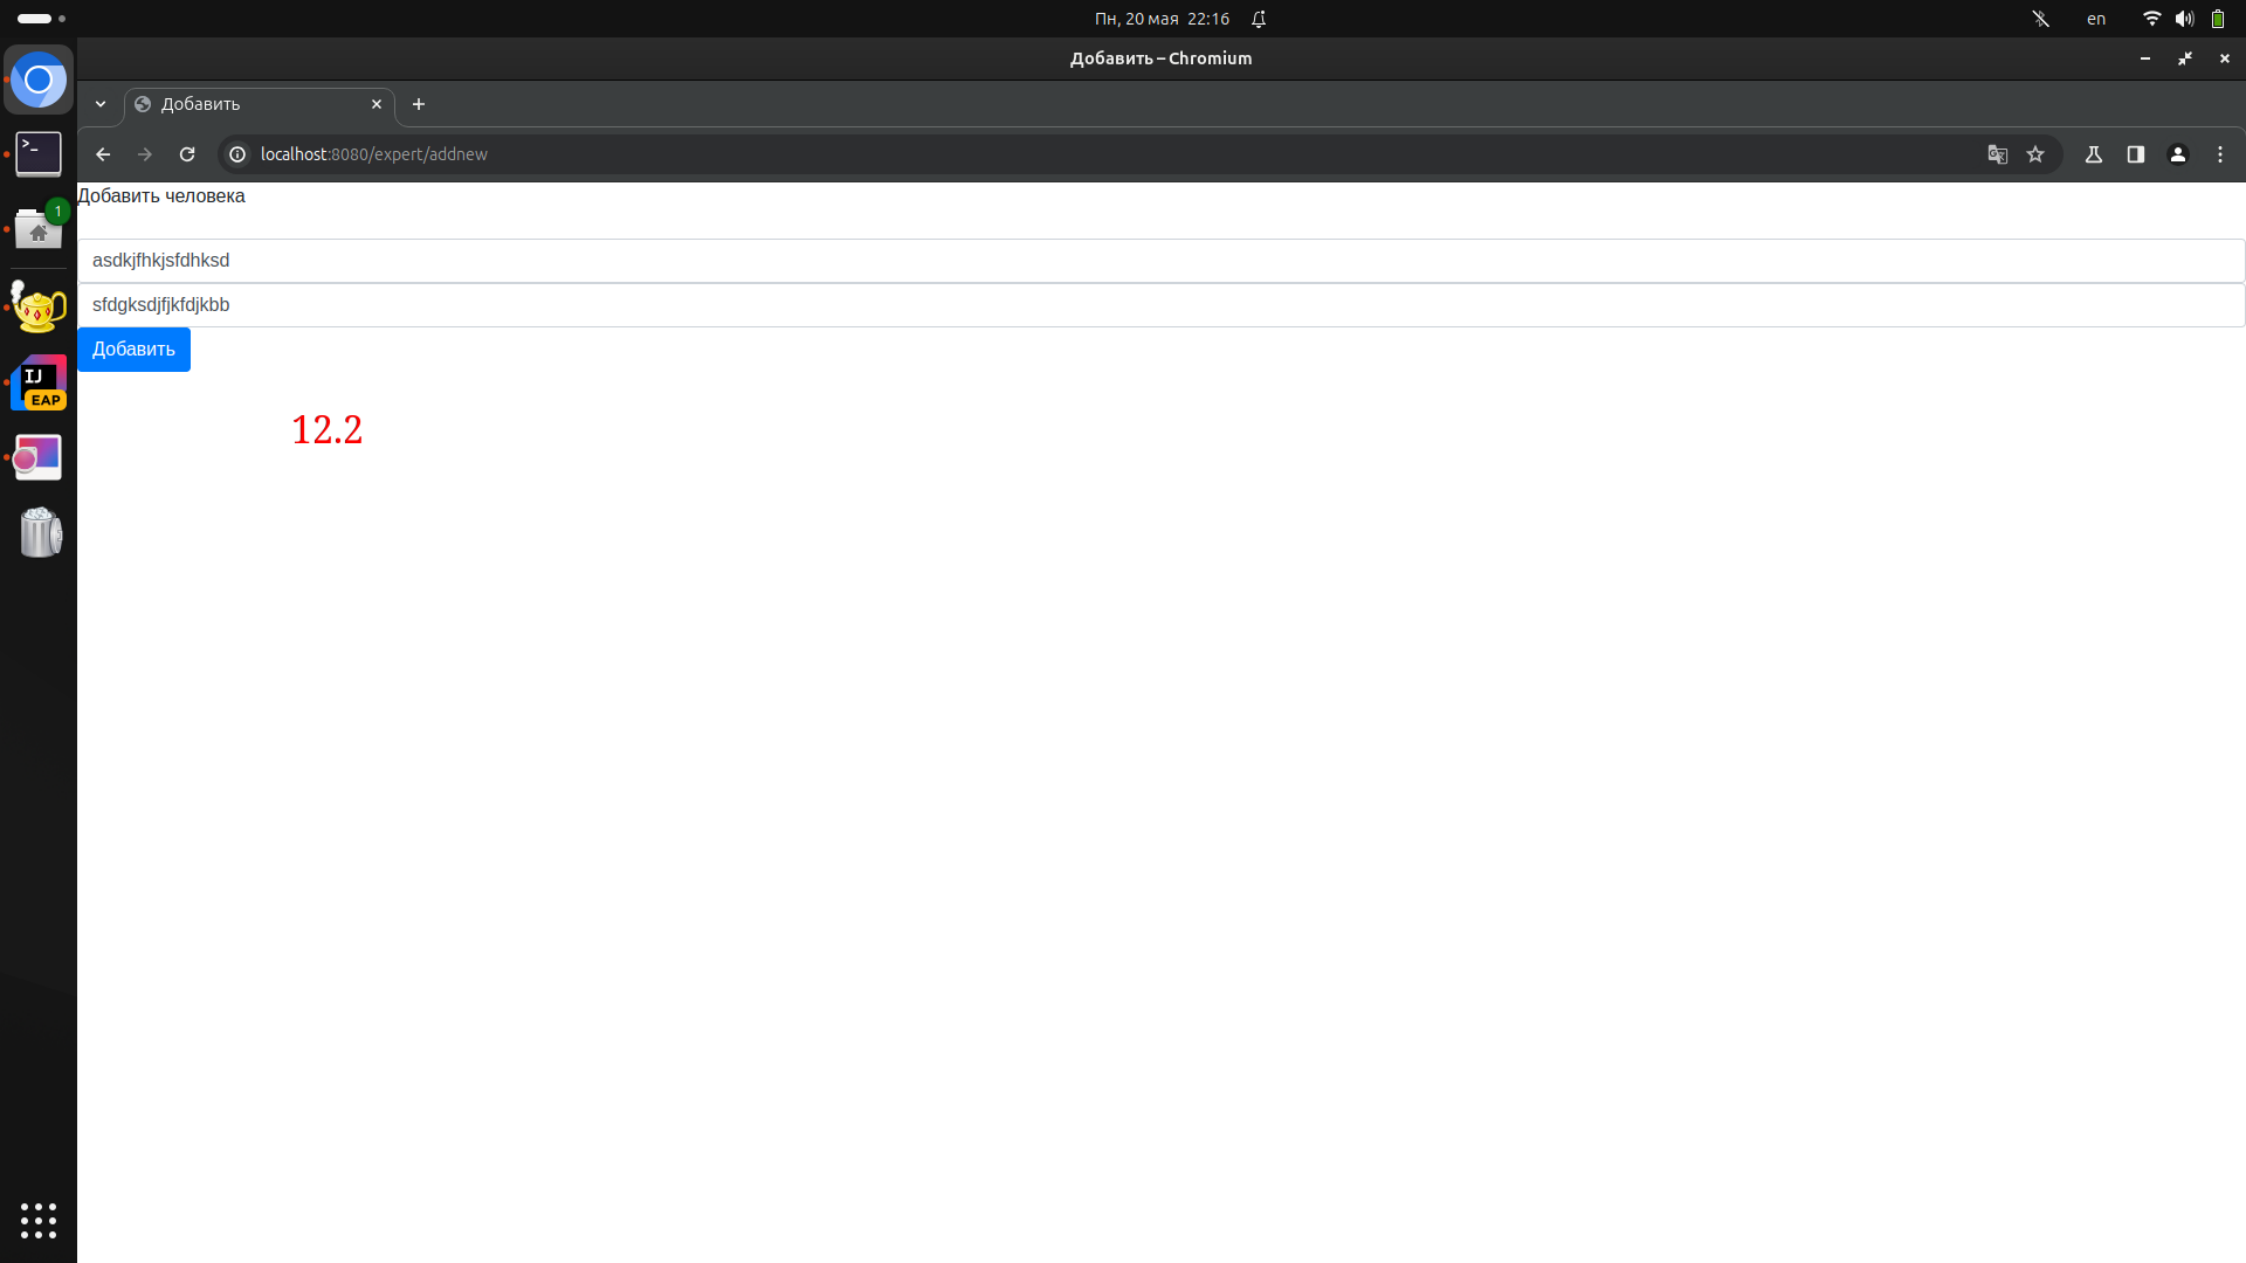 Пн, 20 мая 22:16
en
Добавить – Chromium
Добавить
localhost:8080/expert/addnew
Добавить человека
1
asdkjfhkjsfdhksd
sfdgksdjfjkfdjkbb
Добавить
IJ
EAP
12.2